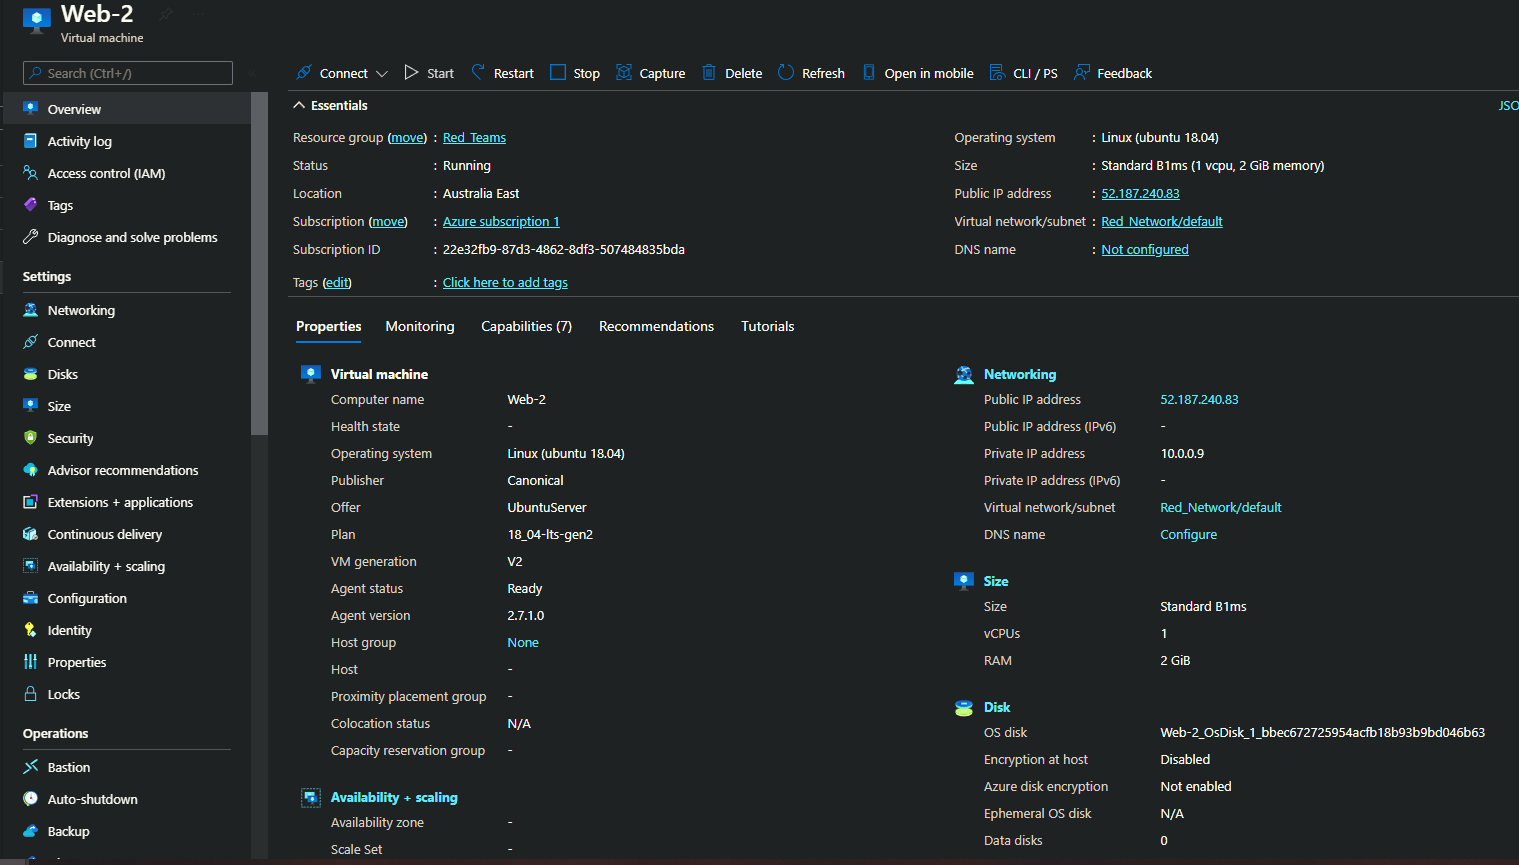 Web-2
Virtual machine
Search (Ctrl+/)
Connect Start Restart Stop Capture Delete Refresh Open in mobile CLI / PS Feedback
Overview
Activity log
Access control (IAM)
Tags
Diagnose and solve problems
Settings
Networking
Connect
Disks
Size
Security
Advisor recommendations
Extensions + applications
Continuous delivery
Availability + scaling
Configuration
Identity
Properties
Locks
Operations
Bastion
Auto-shutdown
Backup
Essentials
JSO
Resource group (move) : Red_Teams
Status : Running
Location : Australia East
Subscription (move) : Azure subscription 1
Subscription ID : 22e32fb9-87d3-4862-8df3-507484835bda
Tags (edit) : Click here to add tags
Operating system : Linux (ubuntu 18.04)
Size : Standard B1ms (1 vcpu, 2 GiB memory)
Public IP address : 52.187.240.83
Virtual network/subnet : Red_Network/default
DNS name : Not configured
Properties Monitoring Capabilities (7) Recommendations Tutorials
Virtual machine
Computer name Web-2
Health state -
Operating system Linux (ubuntu 18.04)
Publisher Canonical
Offer UbuntuServer
Plan 18_04-lts-gen2
VM generation V2
Agent status Ready
Agent version 2.7.1.0
Host group None
Host -
Proximity placement group -
Colocation status N/A
Capacity reservation group -
Availability + scaling
Availability zone -
Scale Set -
Networking
Public IP address 52.187.240.83
Public IP address (IPv6) -
Private IP address 10.0.0.9
Private IP address (IPv6) -
Virtual network/subnet Red_Network/default
DNS name Configure
Size
Size Standard B1ms
vCPUs 1
RAM 2 GiB
Disk
OS disk Web-2_OsDisk_1_bbec672725954acfb18b93b9bd046b63
Encryption at host Disabled
Azure disk encryption Not enabled
Ephemeral OS disk N/A
Data disks 0